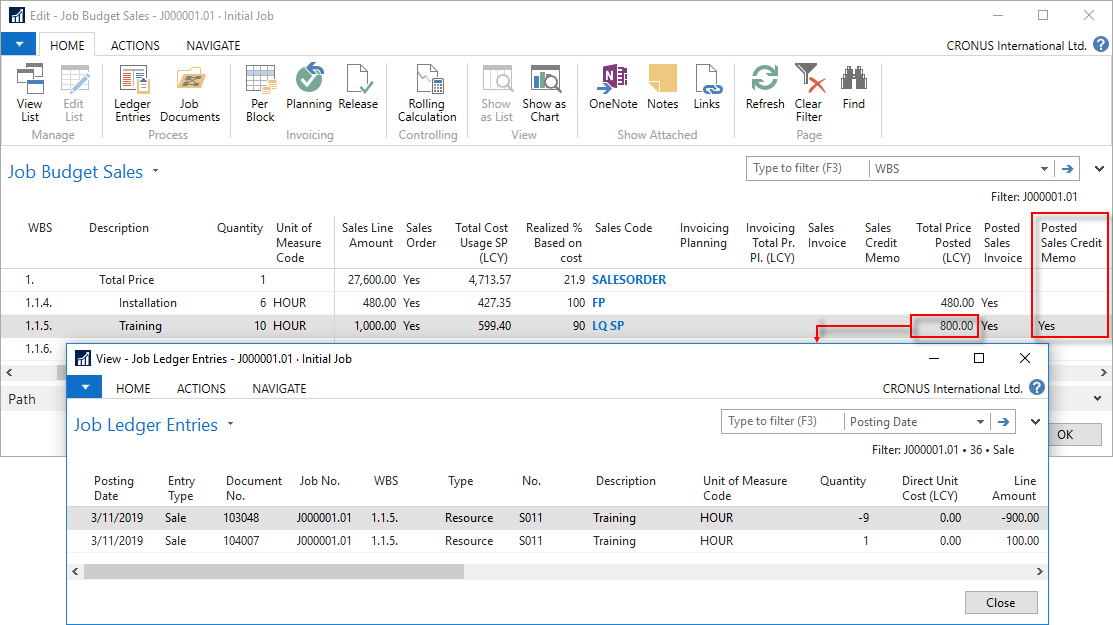 Edit - Job Budget Sales - J000001.01 · Initial Job
HOME ACTIONS NAVIGATE CRONUS International Ltd. ?
View List Edit List Ledger Entries Job Documents Per Block Planning Release Rolling Calculation Show as List Show as Chart OneNote Notes Links Refresh Clear Filter Find
Manage Process Invoicing Controlling View Show Attached Page
Job Budget Sales Type to filter (F3) WBS
Filter: J000001.01
WBS Description Quantity Unit of Measure Code Sales Line Amount Sales Order Total Cost Usage SP (LCY) Realized % Based on cost Sales Code Invoicing Planning Invoicing Total Pr. Pl. (LCY) Sales Invoice Sales Credit Memo Total Price Posted (LCY) Posted Sales Invoice Posted Sales Credit Memo
1. Total Price 1 27,600.00 Yes 4,713.57 21.9 SALESORDER
1.1.4. Installation 6 HOUR 480.00 Yes 427.35 100 FP 480.00 Yes
1.1.5. Training 10 HOUR 1,000.00 Yes 599.40 90 LQ SP 800.00 Yes Yes
1.1.6.
Path
OK
View - Job Ledger Entries - J000001.01 · Initial Job
HOME ACTIONS NAVIGATE CRONUS International Ltd. ?
Job Ledger Entries Type to filter (F3) Posting Date
Filter: J000001.01 • 36 • Sale
Posting Date Entry Type Document No. Job No. WBS Type No. Description Unit of Measure Code Quantity Direct Unit Cost (LCY) Line Amount
3/11/2019 Sale 103048 J000001.01 1.1.5. Resource S011 Training HOUR -9 0.00 -900.00
3/11/2019 Sale 104007 J000001.01 1.1.5. Resource S011 Training HOUR 1 0.00 100.00
Close